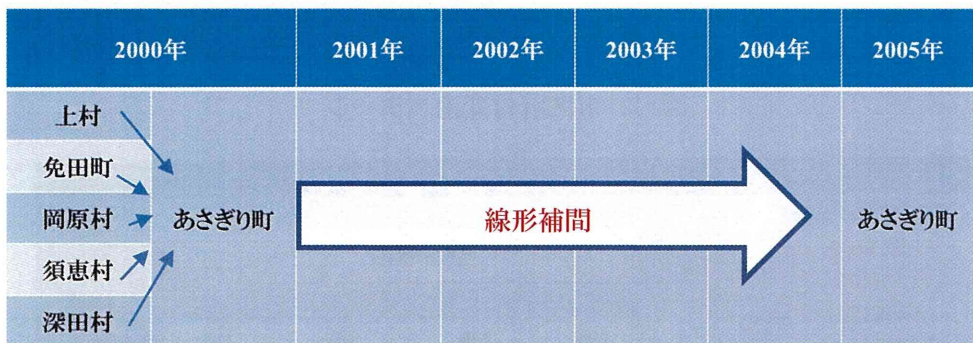 2000年 2001年 2002年 2003年 2004年 2005年
上村
免田町
岡原村 あさぎり町 線形補間 あさぎり町
須恵村
深田村